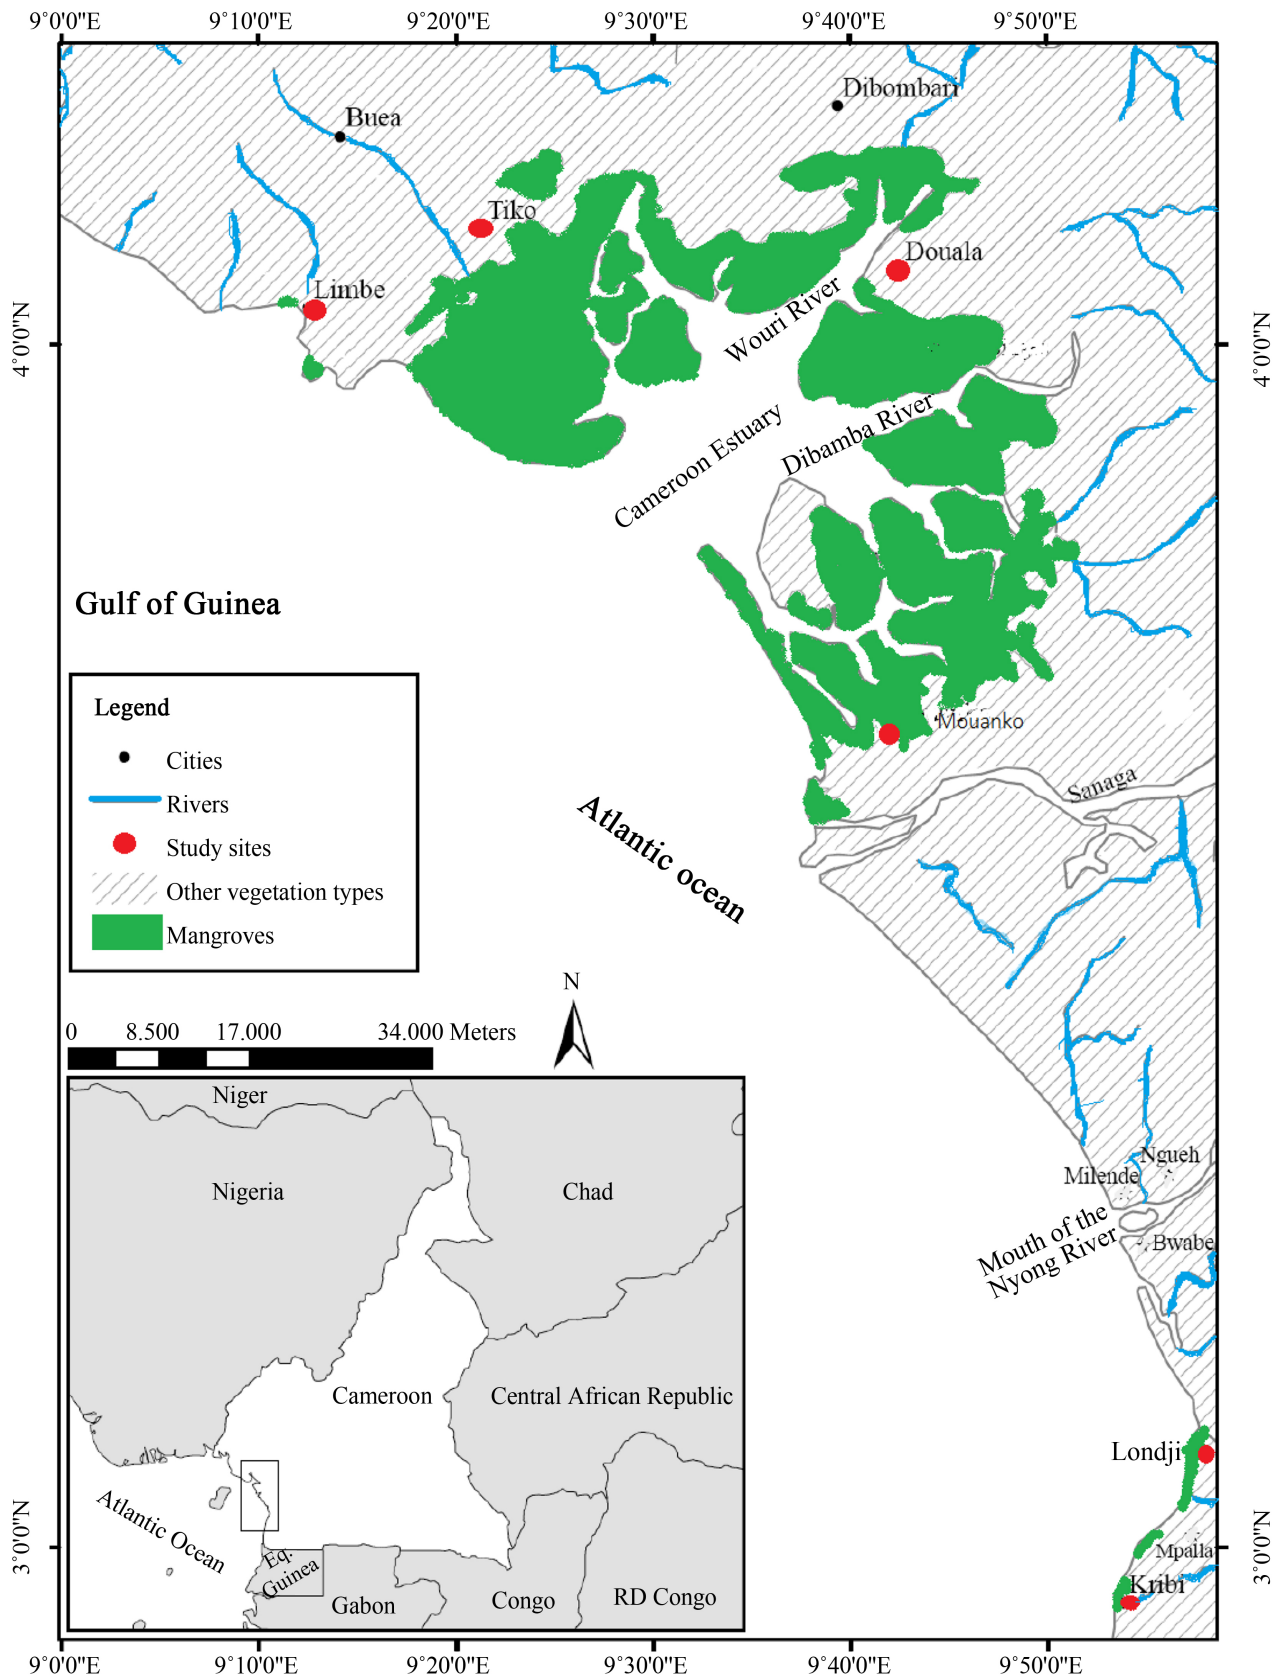 9°0'0"E
9°10'0"E
9°20'0"E
9°30'0"E
9°40'0"E
9°50'0"E
Dibombari
Buea
Tiko
Douala
Limbe
Wouri River
4°0'0"N
4°0'0"N
Cameroon Estuary
Dibamba River
Gulf of Guinea
Legend
Cities
Rivers
Study sites
Other vegetation types
Mangroves
Mouanko
Sanaga
Atlantic ocean
N
0 8.500 17.000 34.000 Meters
Niger
Nigeria
Chad
Cameroon
Central African Republic
Atlantic Ocean
Eq.
Guinea
Gabon
Congo
RD Congo
Ngueh
Milende
Mouth of the
Nyong River
Bwabe
Londji
3°0'0"N
3°0'0"N
Mpalla
Kribi
9°0'0"E
9°10'0"E
9°20'0"E
9°30'0"E
9°40'0"E
9°50'0"E